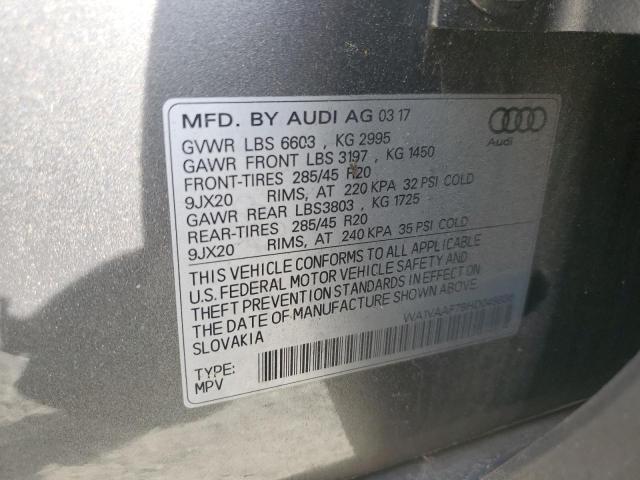 MFD. BY AUDI AG 03 17
GVWR LBS 6603 , KG 2995
GAWR FRONT LBS 3197 , KG 1450
FRONT-TIRES 285/45 R20
9JX20 RIMS, AT 220 KPA 32 PSI COLD
GAWR REAR LBS3803 , KG 1725
REAR-TIRES 285/45 R20
9JX20 RIMS, AT 240 KPA 35 PSI COLD
THIS VEHICLE CONFORMS TO ALL APPLICABLE
U.S. FEDERAL MOTOR VEHICLE SAFETY AND
THEFT PREVENTION STANDARDS IN EFFECT ON
THE DATE OF MANUFACTURE SHOWN ABOVE.
SLOVAKIA
TYPE:
MPV
Audi